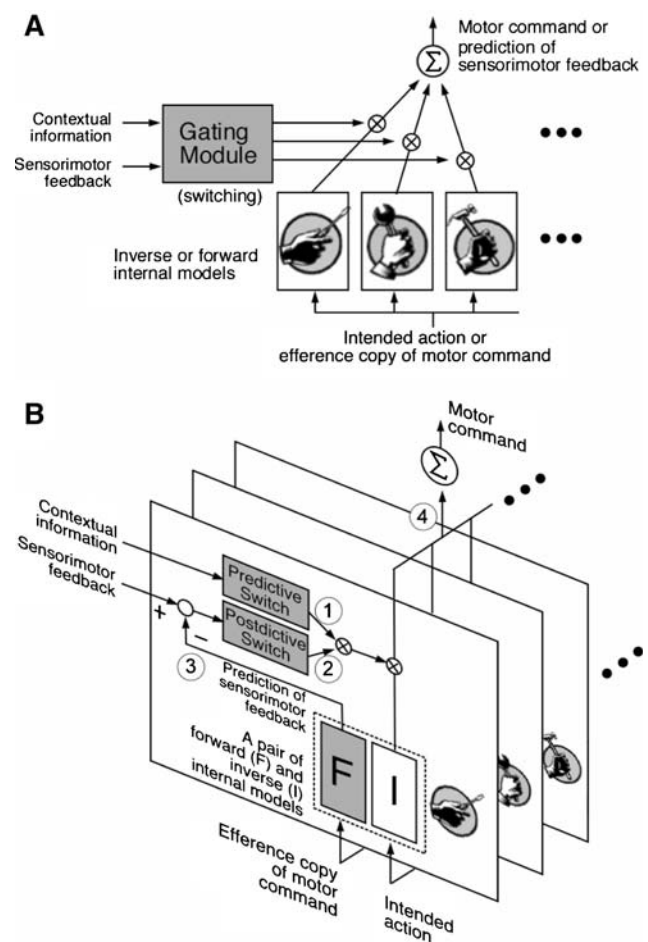 A
Motor command or
prediction of
sensorimotor feedback
Σ
Contextual
information
Sensorimotor
feedback
Gating
Module
(switching)
Inverse or forward
internal models
Intended action or
efference copy of motor command
B
Motor
command
Σ
4
Contextual
information
Sensorimotor
feedback
+
−
Predictive
Switch
Postdictive
Switch
1
2
3
Prediction of
sensorimotor
feedback
A pair of
forward (F) and
inverse (I)
internal models
F
I
Efference copy
of motor
command
Intended
action